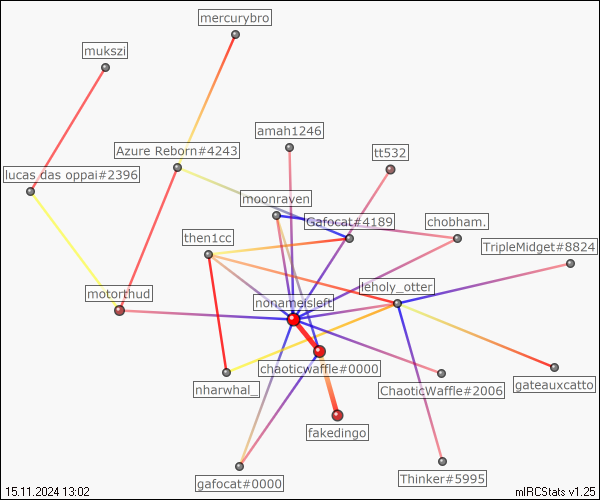 mercurybro
mukszi
amah1246
Azure Reborn#4243
tt532
lucas das oppai#2396
moonraven
Gafocat#4189
chobham.
then1cc
TripleMidget#8824
leholy_otter
motorthud
nonameisleft
chaoticwaffle#0000
nharwhal_
ChaoticWaffle#2006
gateauxcatto
fakedingo
gafocat#0000
Thinker#5995
15.11.2024 13:02
mIRCStats v1.25